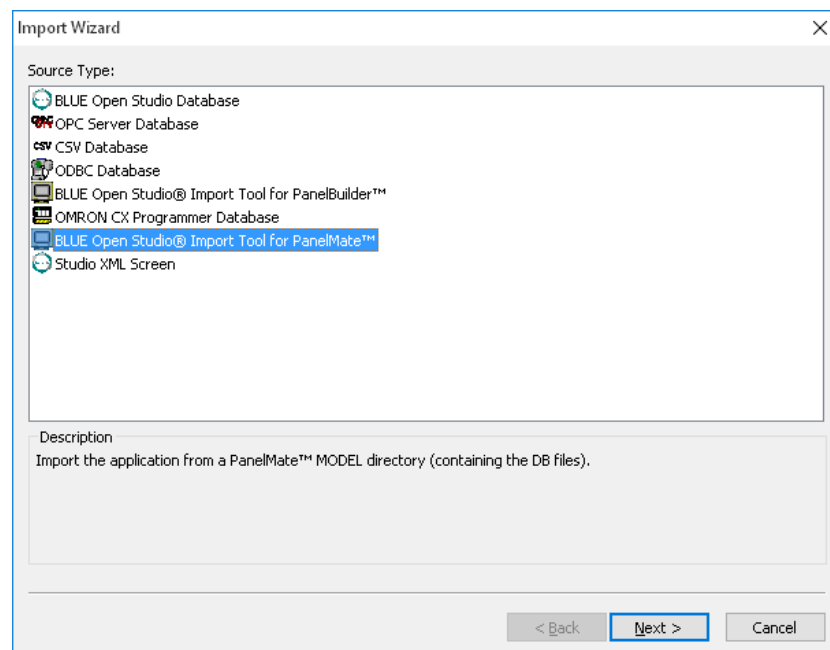 Import Wizard
Source Type:
BLUE Open Studio Database
OPC Server Database
CSV CSV Database
ODBC Database
BLUE Open Studio® Import Tool for PanelBuilder™
OMRON CX Programmer Database
BLUE Open Studio® Import Tool for PanelMate™
Studio XML Screen
Description
Import the application from a PanelMate™ MODEL directory (containing the DB files).
< Back Next > Cancel